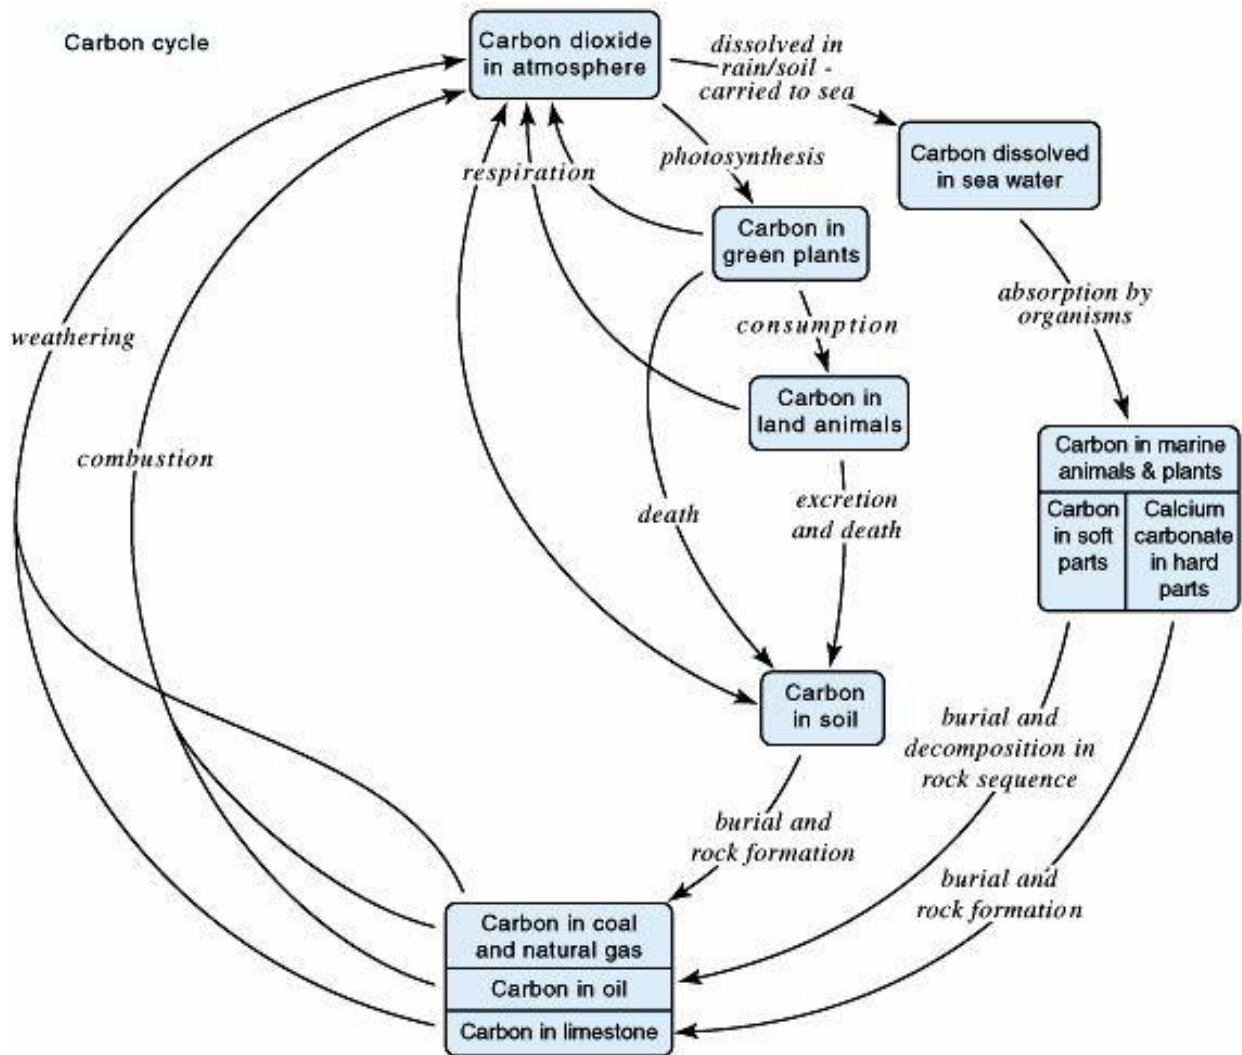 Carbon cycle
Carbon dioxide
in atmosphere
dissolved in
rain/soil -
carried to sea
Carbon dissolved
in sea water
photosynthesis
respiration
Carbon in
green plants
absorption by
organisms
consumption
weathering
Carbon in
land animals
combustion
Carbon in marine
animals & plants
Carbon
in soft
parts
Calcium
carbonate
in hard
parts
death
excretion
and death
Carbon
in soil
burial and
decomposition in
rock sequence
burial and
rock formation
burial and
rock formation
Carbon in coal
and natural gas
Carbon in oil
Carbon in limestone